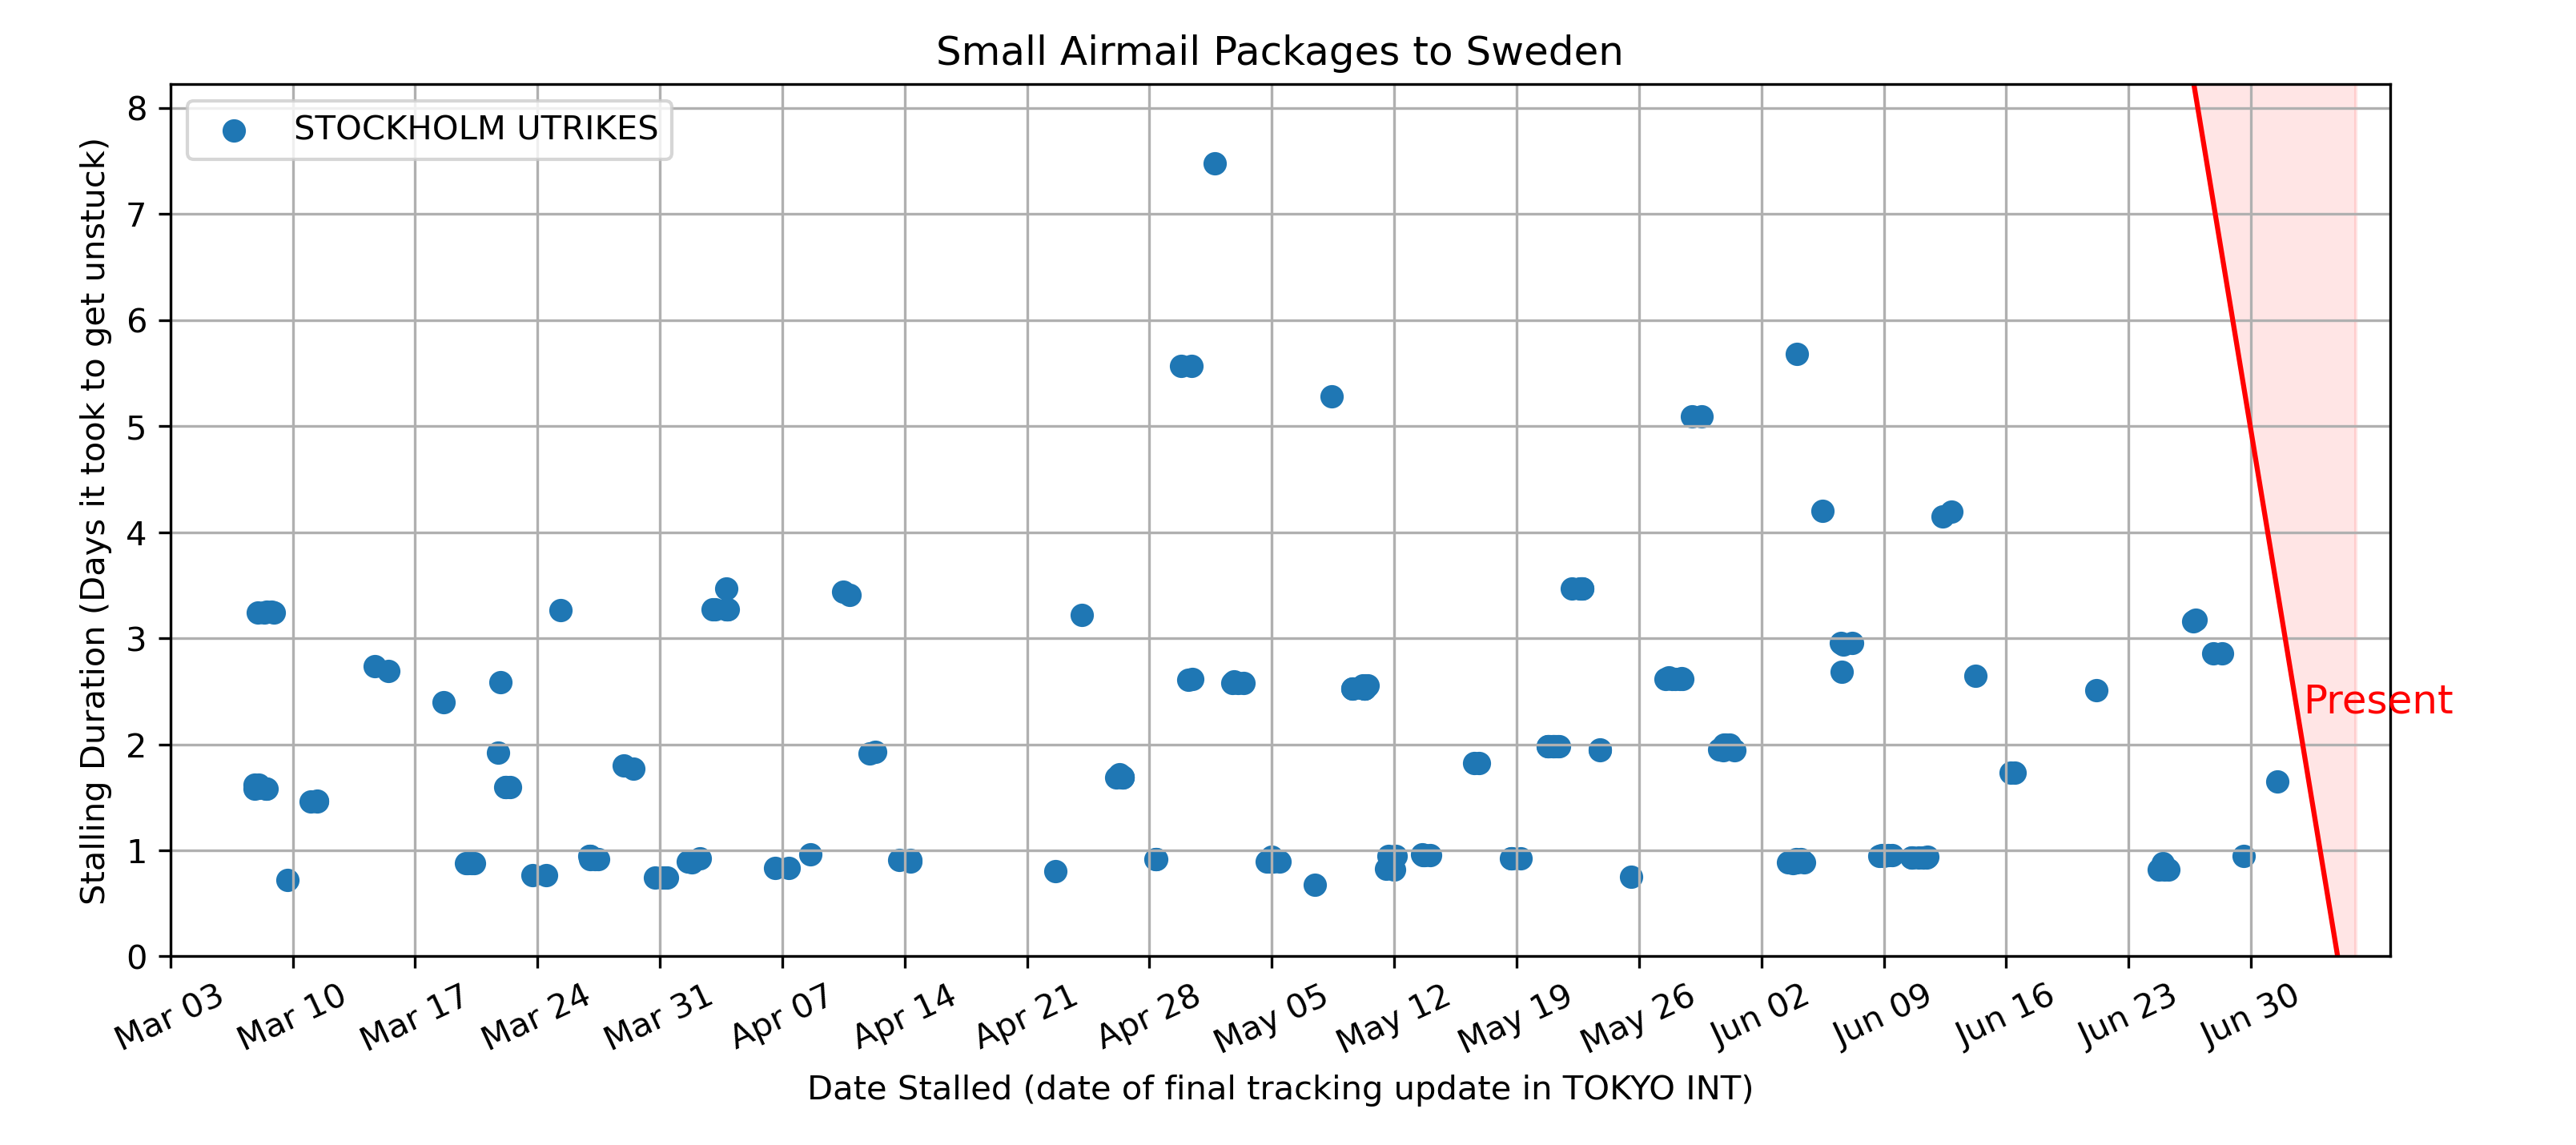 Small Airmail Packages to Sweden
STOCKHOLM UTRIKES
Stalling Duration (Days it took to get unstuck)
8
7
6
5
4
3
2
1
0
Present
Mar 03
Mar 10
Mar 17
Mar 24
Mar 31
Apr 07
Apr 14
Apr 21
Apr 28
May 05
May 12
May 19
May 26
Jun 02
Jun 09
Jun 16
Jun 23
Jun 30
Date Stalled (date of final tracking update in TOKYO INT)